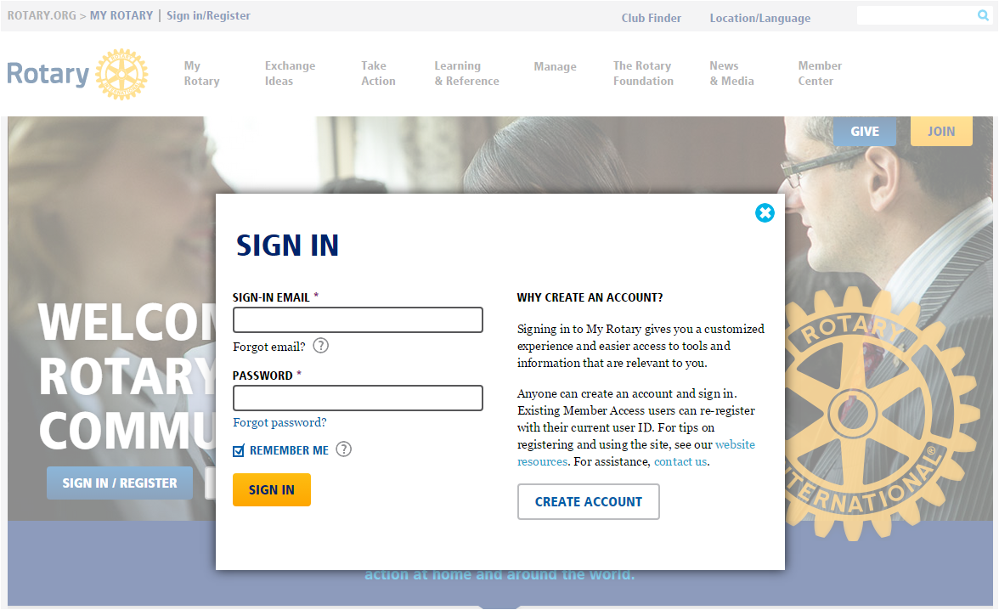 ROTARY.ORG > MY ROTARY | Sign in/Register
Club Finder
Location/Language
Rotary
ROTARY
INTERNATIONAL
My
Rotary
Exchange
Ideas
Take
Action
Learning
& Reference
Manage
The Rotary
Foundation
News
& Media
Member
Center
GIVE
JOIN
WELCOM
ROTARY
COMMU
SIGN IN / REGISTER
SIGN IN
SIGN-IN EMAIL *
Forgot email? ?
PASSWORD *
Forgot password?
REMEMBER ME ?
SIGN IN
WHY CREATE AN ACCOUNT?
Signing in to My Rotary gives you a customized
experience and easier access to tools and
information that are relevant to you.
Anyone can create an account and sign in.
Existing Member Access users can re-register
with their current user ID. For tips on
registering and using the site, see our website
resources. For assistance, contact us.
CREATE ACCOUNT
ROTARY
NTERNATIONAL®
action at home and around the world.